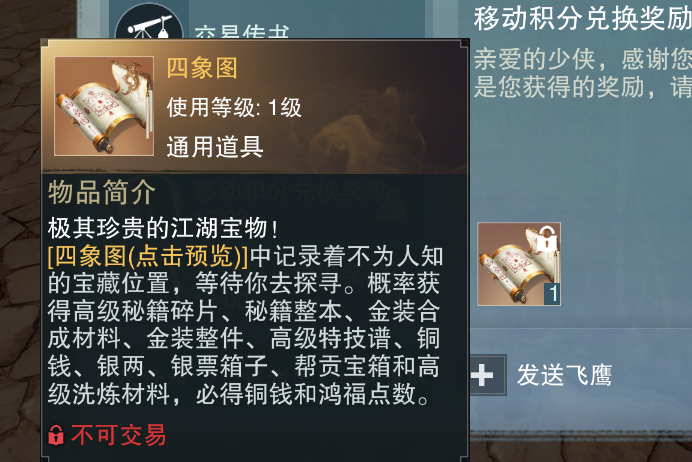 交易传书
移动积分兑换奖励
亲爱的少侠，感谢您
是您获得的奖励，请
四象图
使用等级: 1级
通用道具
物品简介
极其珍贵的江湖宝物！
[四象图(点击预览)]中记录着不为人知
的宝藏位置，等待你去探寻。概率获
得高级秘籍碎片、秘籍整本、金装合
成材料、金装整件、高级特技谱、铜
钱、银两、银票箱子、帮贡宝箱和高
级洗炼材料，必得铜钱和鸿福点数。
不可交易
1
发送飞鹰